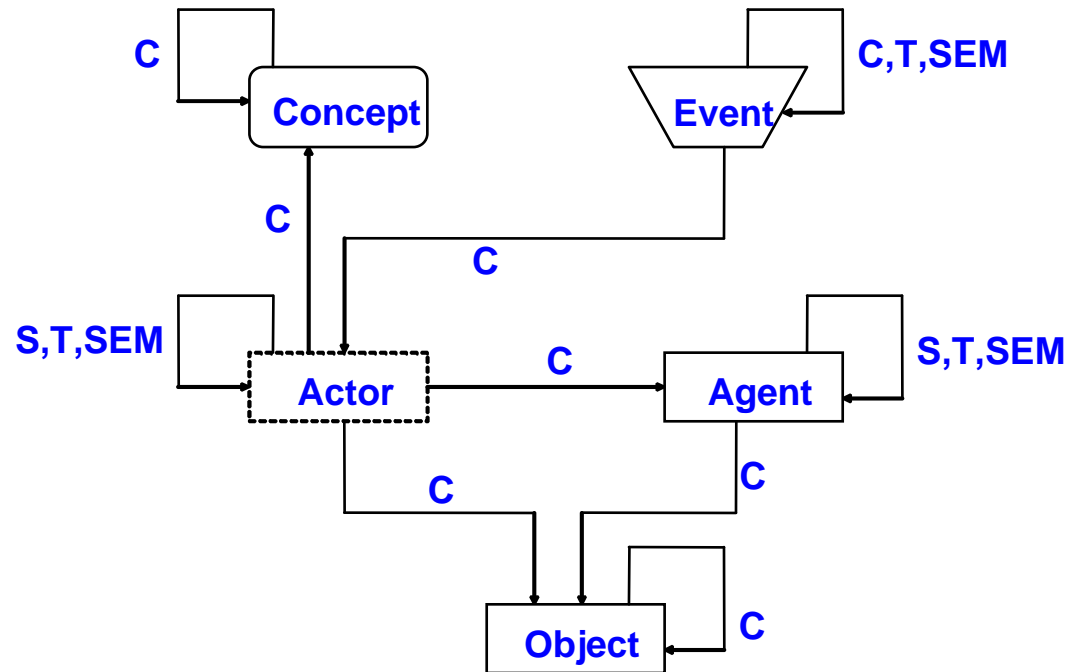 C
C,T,SEM
Concept
Event
C
C
S,T,SEM
C
S,T,SEM
Actor
Agent
C
C
C
Object